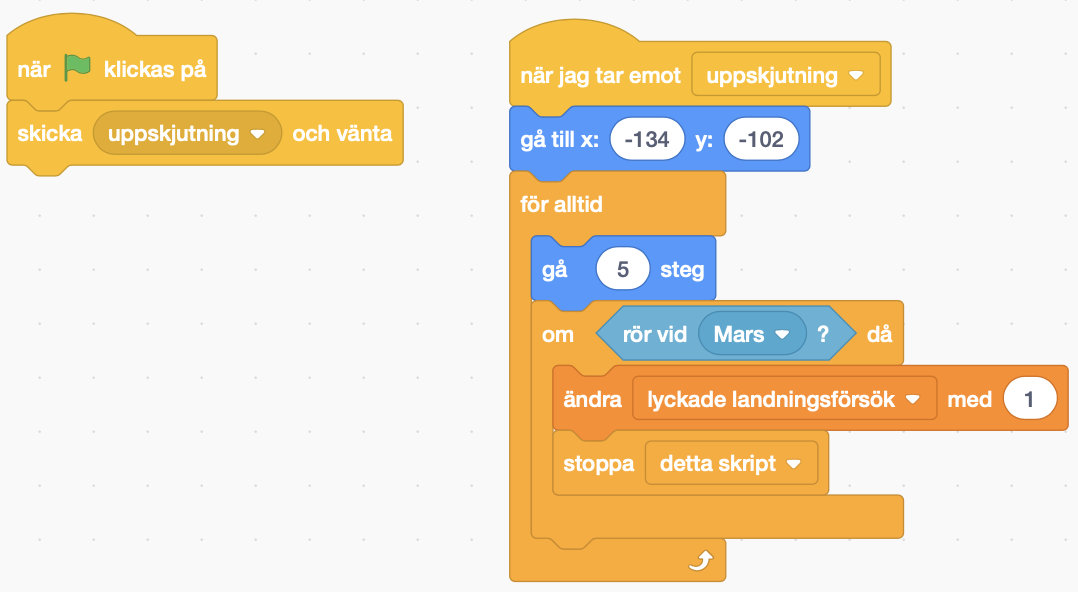 när klickas på
skicka uppskjutning och vänta
när jag tar emot uppskjutning
gå till x: -134 y: -102
för alltid
gå 5 steg
om rör vid Mars ? då
ändra lyckade landningsförsök med 1
stoppa detta skript